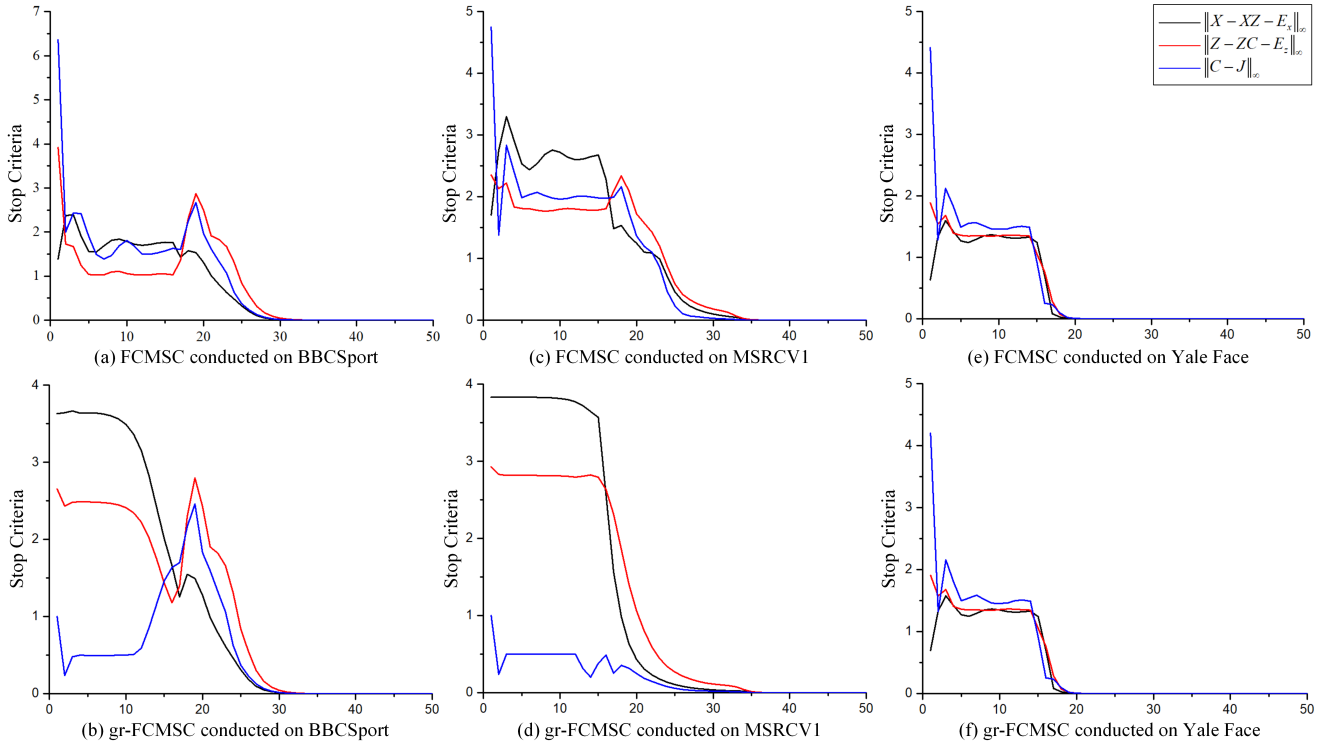 7
6
5
4
3
2
1
0
Stop Criteria
0 10 20 30 40 50
(a) FCMSC conducted on BBCSport
5
4
3
2
1
0
Stop Criteria
0 10 20 30 40 50
(c) FCMSC conducted on MSRCV1
5
4
3
2
1
0
Stop Criteria
0 10 20 30 40 50
(e) FCMSC conducted on Yale Face
‖X − XZ − Eₓ‖∞
‖Z − ZC − E_z‖∞
‖C − J‖∞
4
3
2
1
0
Stop Criteria
0 10 20 30 40 50
(b) gr-FCMSC conducted on BBCSport
4
3
2
1
0
Stop Criteria
0 10 20 30 40 50
(d) gr-FCMSC conducted on MSRCV1
5
4
3
2
1
0
Stop Criteria
0 10 20 30 40 50
(f) gr-FCMSC conducted on Yale Face